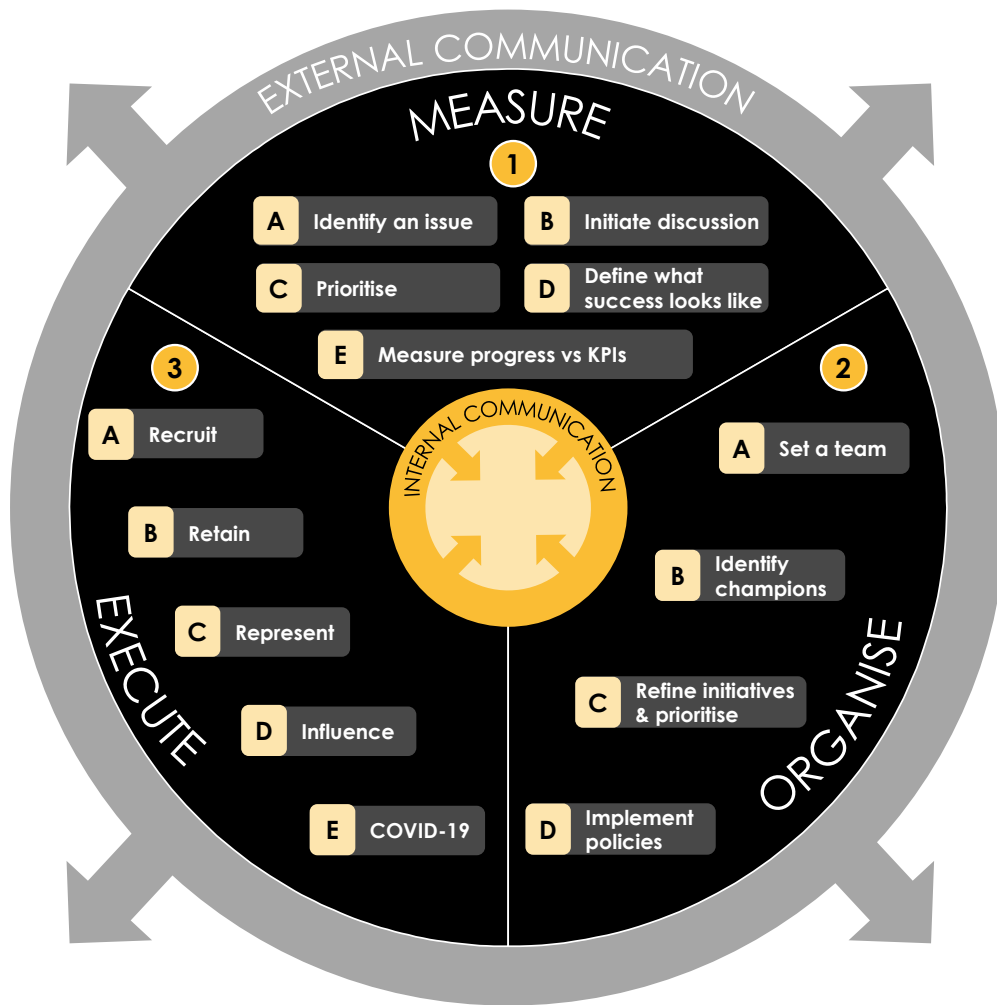 EXTERNAL COMMUNICATION
MEASURE
1
A Identify an issue
B Initiate discussion
C Prioritise
D Define what
success looks like
E Measure progress vs KPIs
INTERNAL COMMUNICATION
2
A Set a team
B Identify
champions
C Refine initiatives
& prioritise
D Implement
policies
ORGANISE
3
A Recruit
B Retain
C Represent
D Influence
E COVID-19
EXECUTE